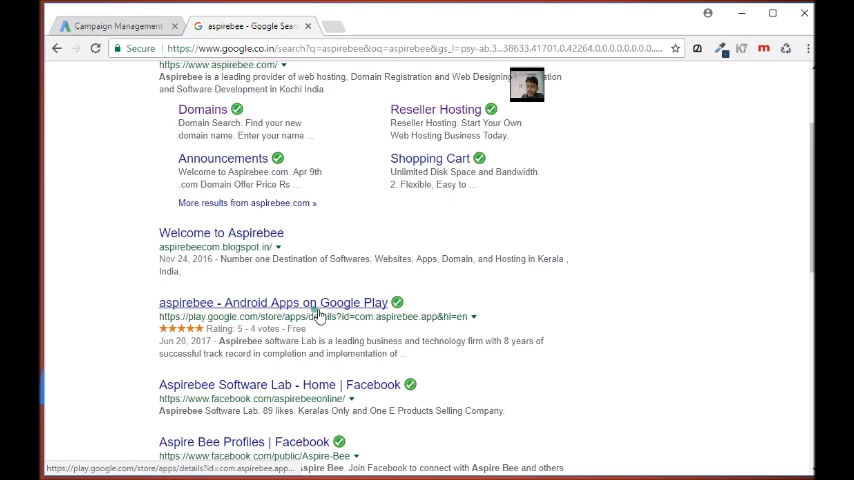 Campaign Management
aspirebee - Google Sear
Secure
https://www.google.co.in/search?q=aspirebee&oq=aspirebee&gs_l=psy-ab.3...38633.41701.0.42264.0.0.0.0.0.0.0.0.....
https://www.aspirebee.com/
Aspirebee is a leading provider of web hosting, Domain Registration and Web Designing
and Software Development in Kochi India.
Domains
Domain Search. Find your new
domain name. Enter your name ...
Reseller Hosting
Reseller Hosting. Start Your Own
Web Hosting Business Today.
Announcements
Welcome to Aspirebee.com. Apr 9th
.com Domain Offer Price Rs ...
Shopping Cart
Unlimited Disk Space and Bandwidth.
2. Flexible, Easy to ...
More results from aspirebee.com »
Welcome to Aspirebee
aspirebeecom.blogspot.in/
Nov 24, 2016 - Number one Destination of Softwares, Websites, Apps, Domain, and Hosting in Kerala ,
India,
aspirebee - Android Apps on Google Play
https://play.google.com/store/apps/details?id=com.aspirebee.app&hl=en
Rating: 5 - 4 votes - Free
Jun 20, 2017 - Aspirebee software Lab is a leading business and technology firm with 8 years of
successful track record in completion and implementation of ...
Aspirebee Software Lab - Home | Facebook
https://www.facebook.com/aspirebeeonline/
Aspirebee Software Lab. 89 likes. Keralas Only and One E Products Selling Company.
Aspire Bee Profiles | Facebook
https://www.facebook.com/public/Aspire-Bee
https://play.google.com/store/apps/details?id=com.aspirebee.app...
spire Bee. Join Facebook to connect with Aspire Bee and others